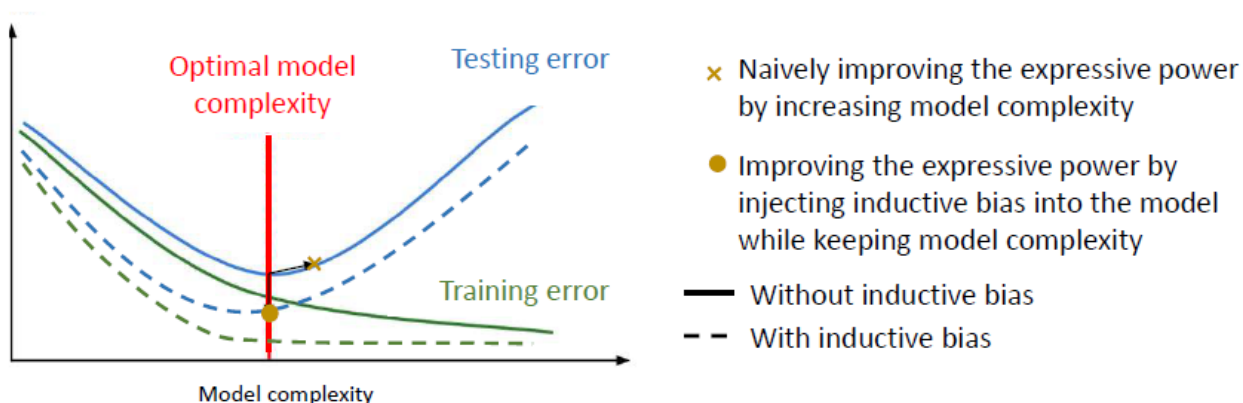 Optimal model
complexity
Testing error
Training error
Model complexity
Naively improving the expressive power
by increasing model complexity
Improving the expressive power by
injecting inductive bias into the model
while keeping model complexity
Without inductive bias
With inductive bias